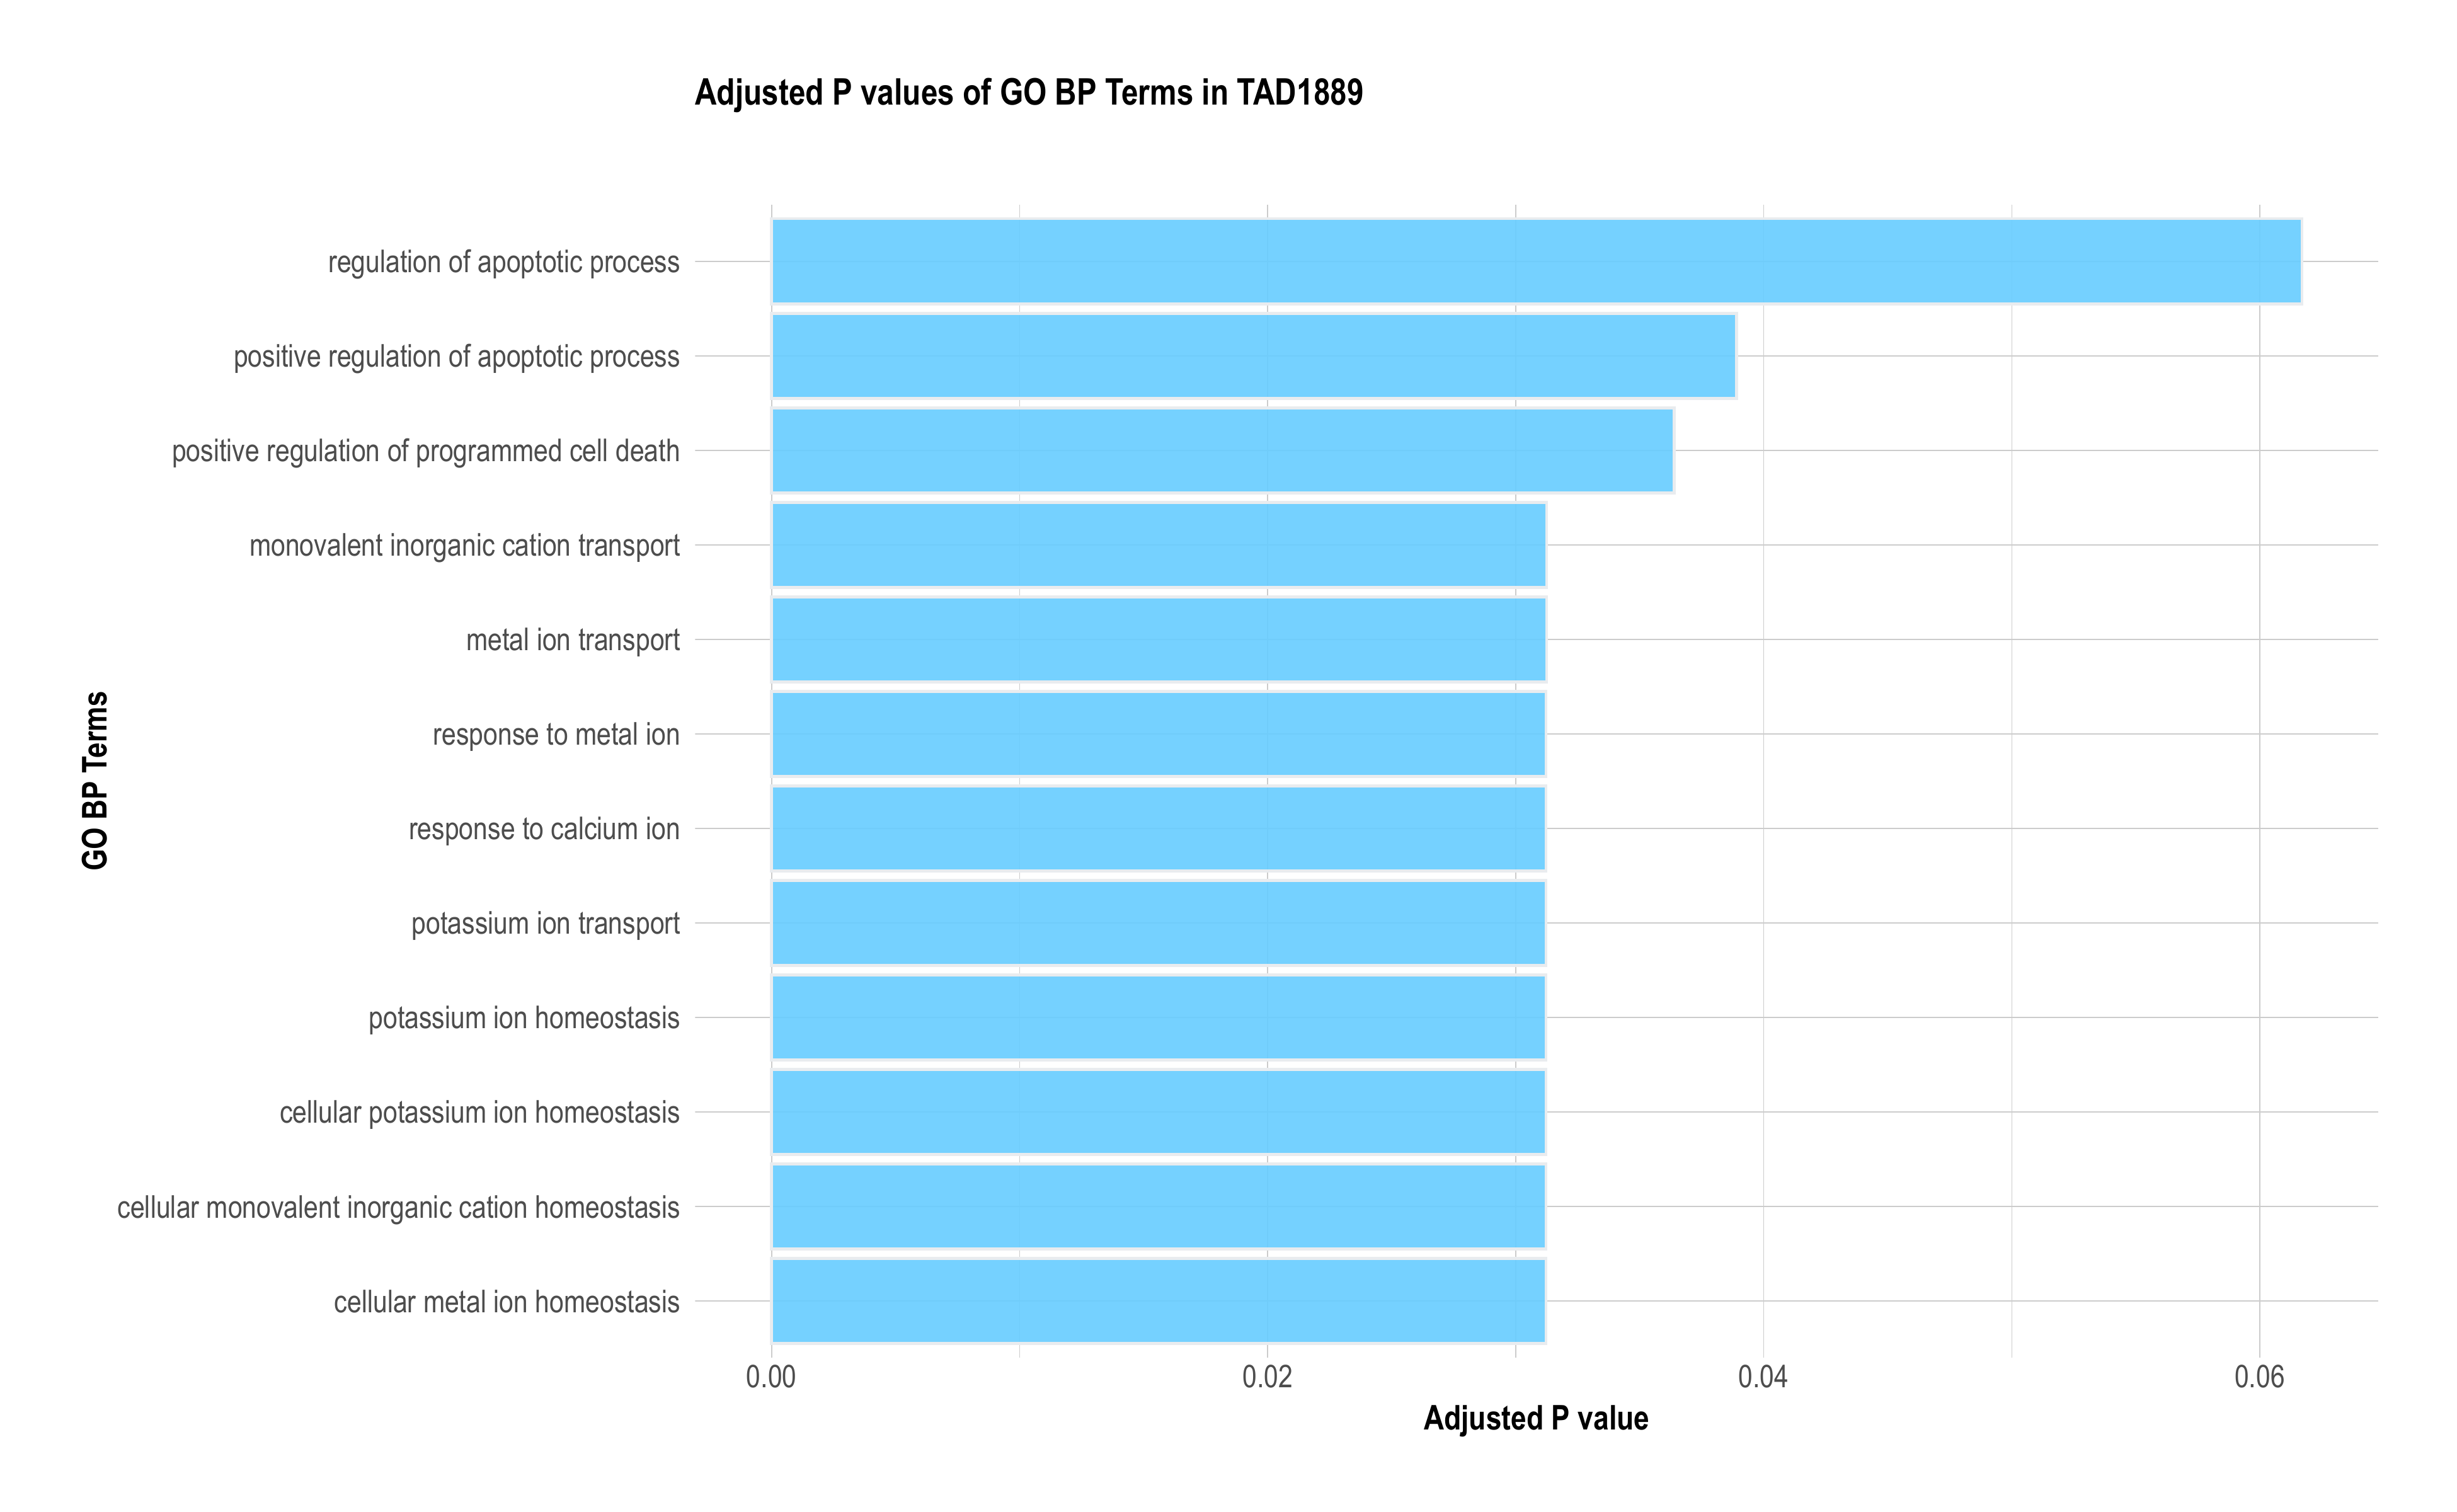 Adjusted P values of GO BP Terms in TAD1889
regulation of apoptotic process
positive regulation of apoptotic process
positive regulation of programmed cell death
monovalent inorganic cation transport
metal ion transport
response to metal ion
response to calcium ion
potassium ion transport
potassium ion homeostasis
cellular potassium ion homeostasis
cellular monovalent inorganic cation homeostasis
cellular metal ion homeostasis
GO BP Terms
0.00 0.02 0.04 0.06
Adjusted P value